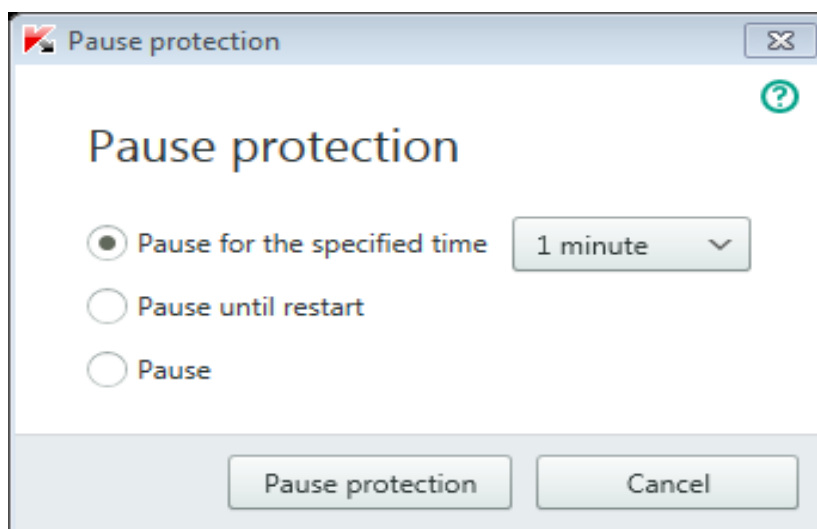 Pause protection
Pause protection
Pause for the specified time 1 minute
Pause until restart
Pause
Pause protection Cancel